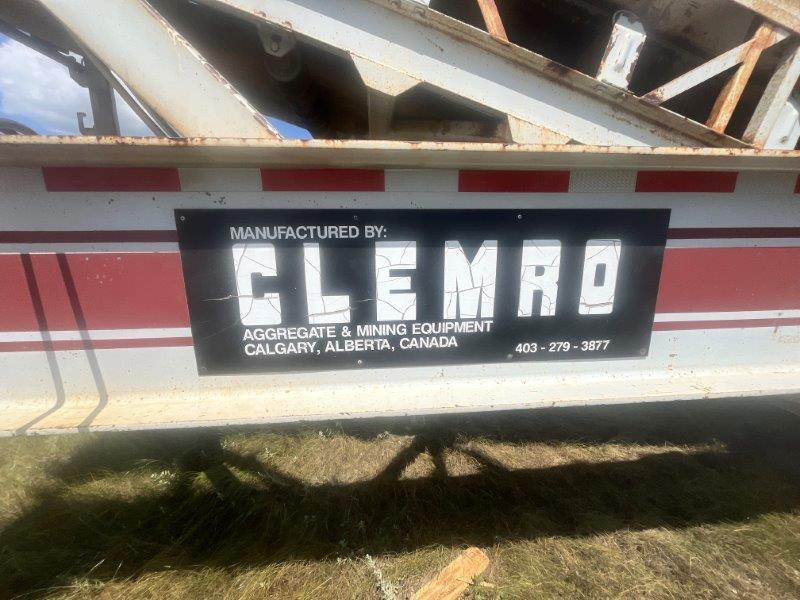 MANUFACTURED BY:
CLEMRO
AGGREGATE & MINING EQUIPMENT
CALGARY, ALBERTA, CANADA 403 - 279 - 3877